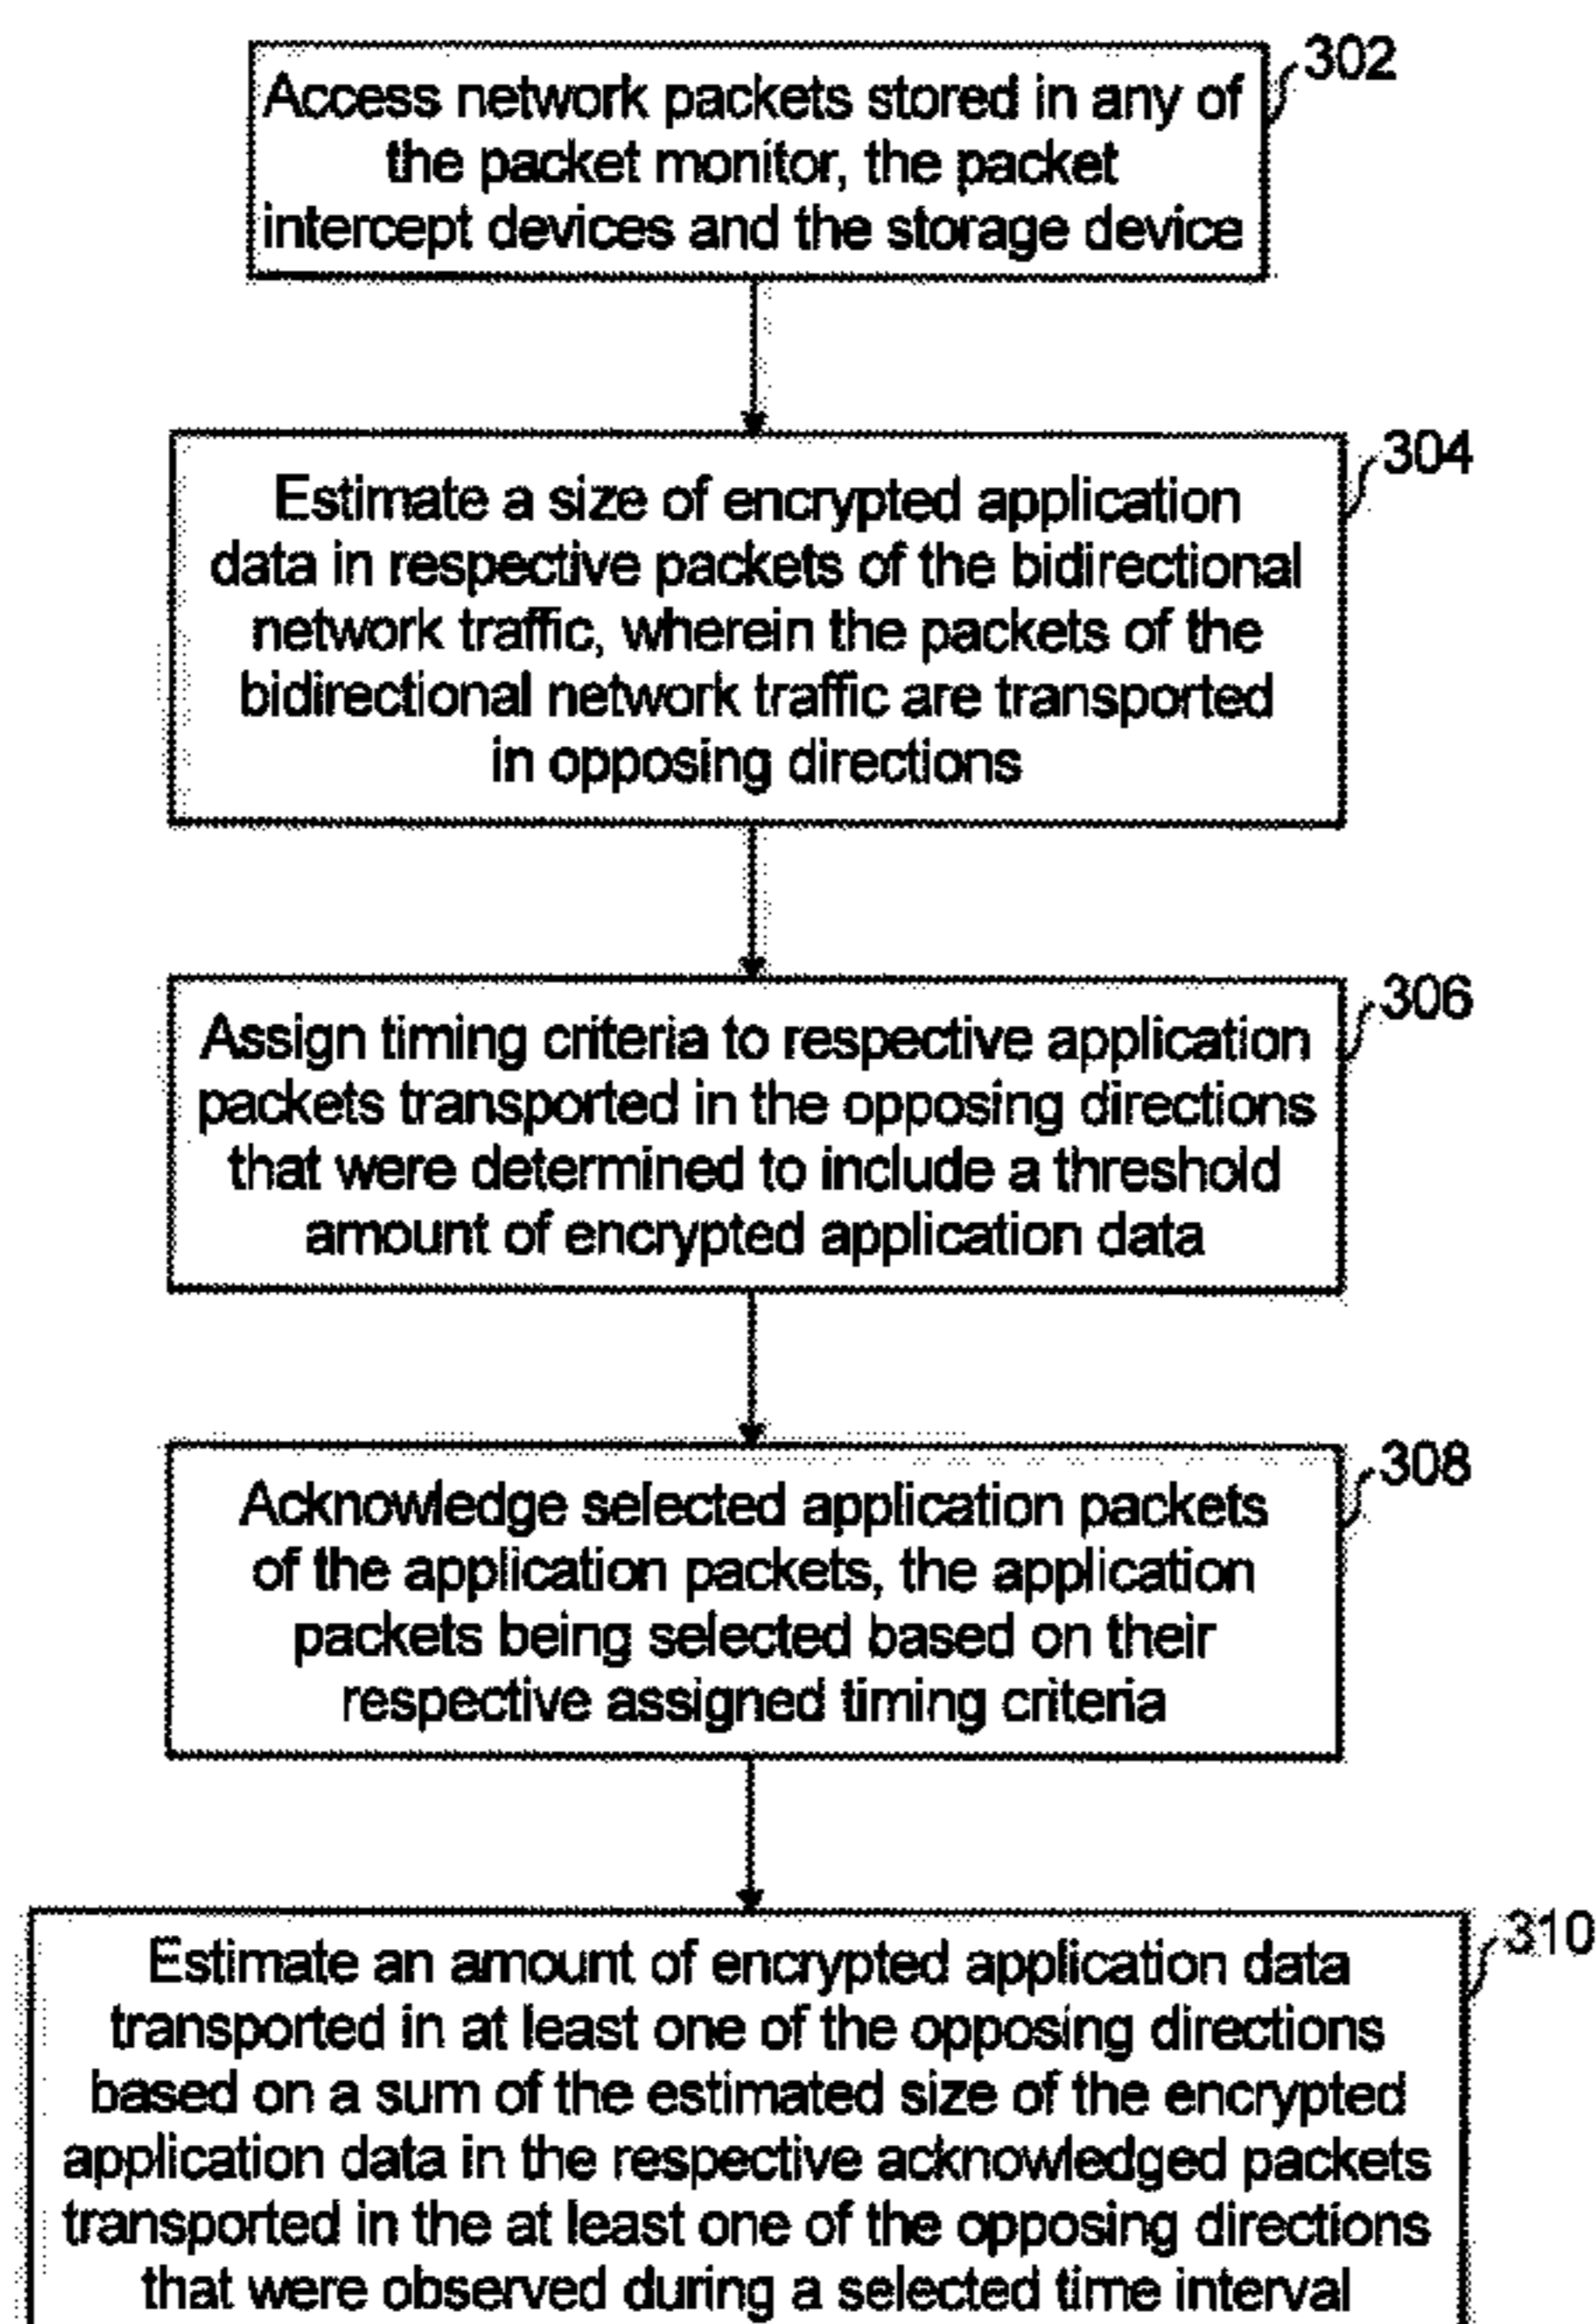 302
Access network packets stored in any of
the packet monitor, the packet
intercept devices and the storage device
304
Estimate a size of encrypted application
data in respective packets of the bidirectional
network traffic, wherein the packets of the
bidirectional network traffic are transported
in opposing directions
306
Assign timing criteria to respective application
packets transported in the opposing directions
that were determined to include a threshold
amount of encrypted application data
308
Acknowledge selected application packets
of the application packets, the application
packets being selected based on their
respective assigned timing criteria
310
Estimate an amount of encrypted application data
transported in at least one of the opposing directions
based on a sum of the estimated size of the encrypted
application data in the respective acknowledged packets
transported in the at least one of the opposing directions
that were observed during a selected time interval